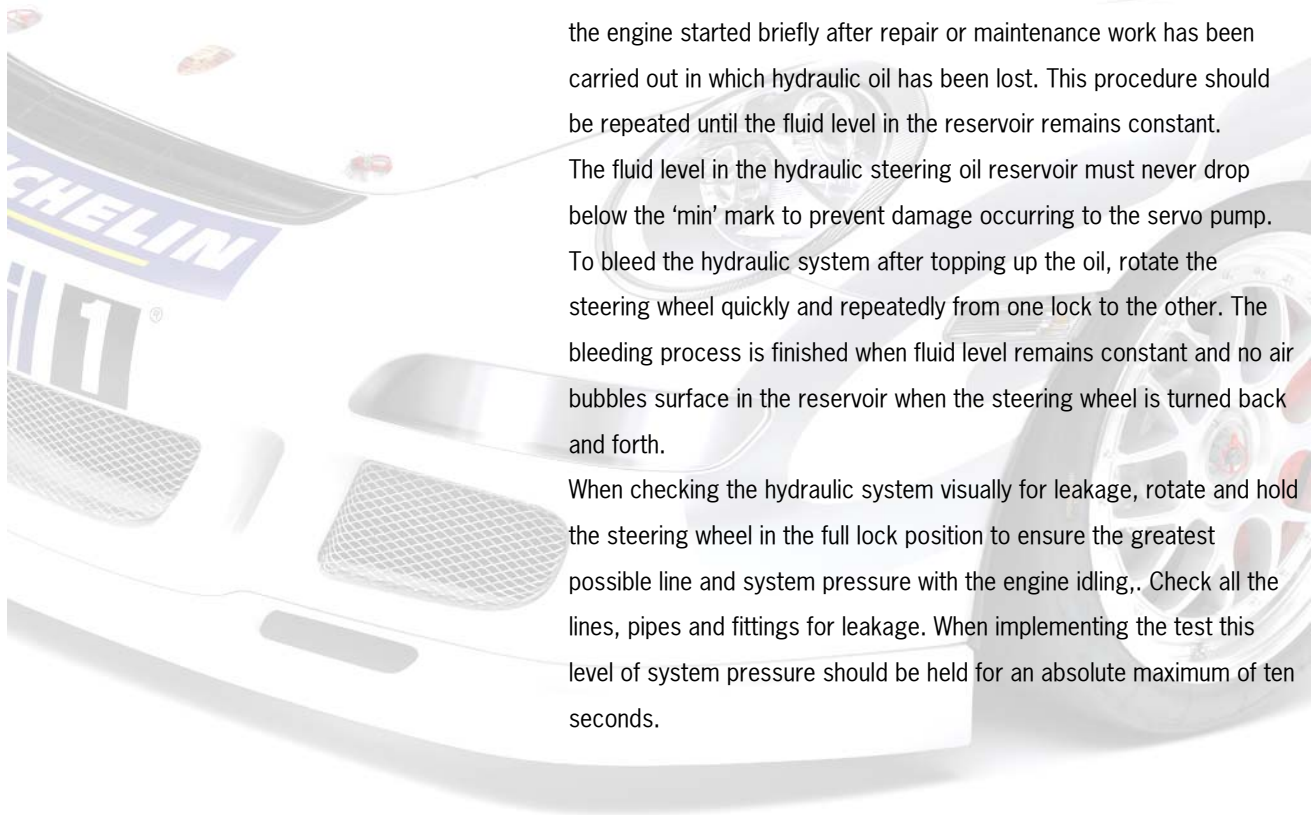 the engine started briefly after repair or maintenance work has been
carried out in which hydraulic oil has been lost. This procedure should
be repeated until the fluid level in the reservoir remains constant.
The fluid level in the hydraulic steering oil reservoir must never drop
below the ‘min’ mark to prevent damage occurring to the servo pump.
To bleed the hydraulic system after topping up the oil, rotate the
steering wheel quickly and repeatedly from one lock to the other. The
bleeding process is finished when fluid level remains constant and no air
bubbles surface in the reservoir when the steering wheel is turned back
and forth.
When checking the hydraulic system visually for leakage, rotate and hold
the steering wheel in the full lock position to ensure the greatest
possible line and system pressure with the engine idling,. Check all the
lines, pipes and fittings for leakage. When implementing the test this
level of system pressure should be held for an absolute maximum of ten
seconds.
CHELIN
il 1 ®